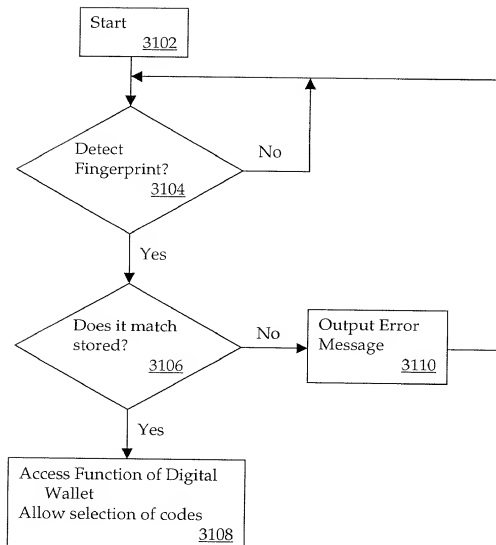 Start
3102
Detect
Fingerprint?
3104
No
Yes
Does it match
stored?
3106
No
Output Error
Message
3110
Yes
Access Function of Digital
Wallet
Allow selection of codes
3108